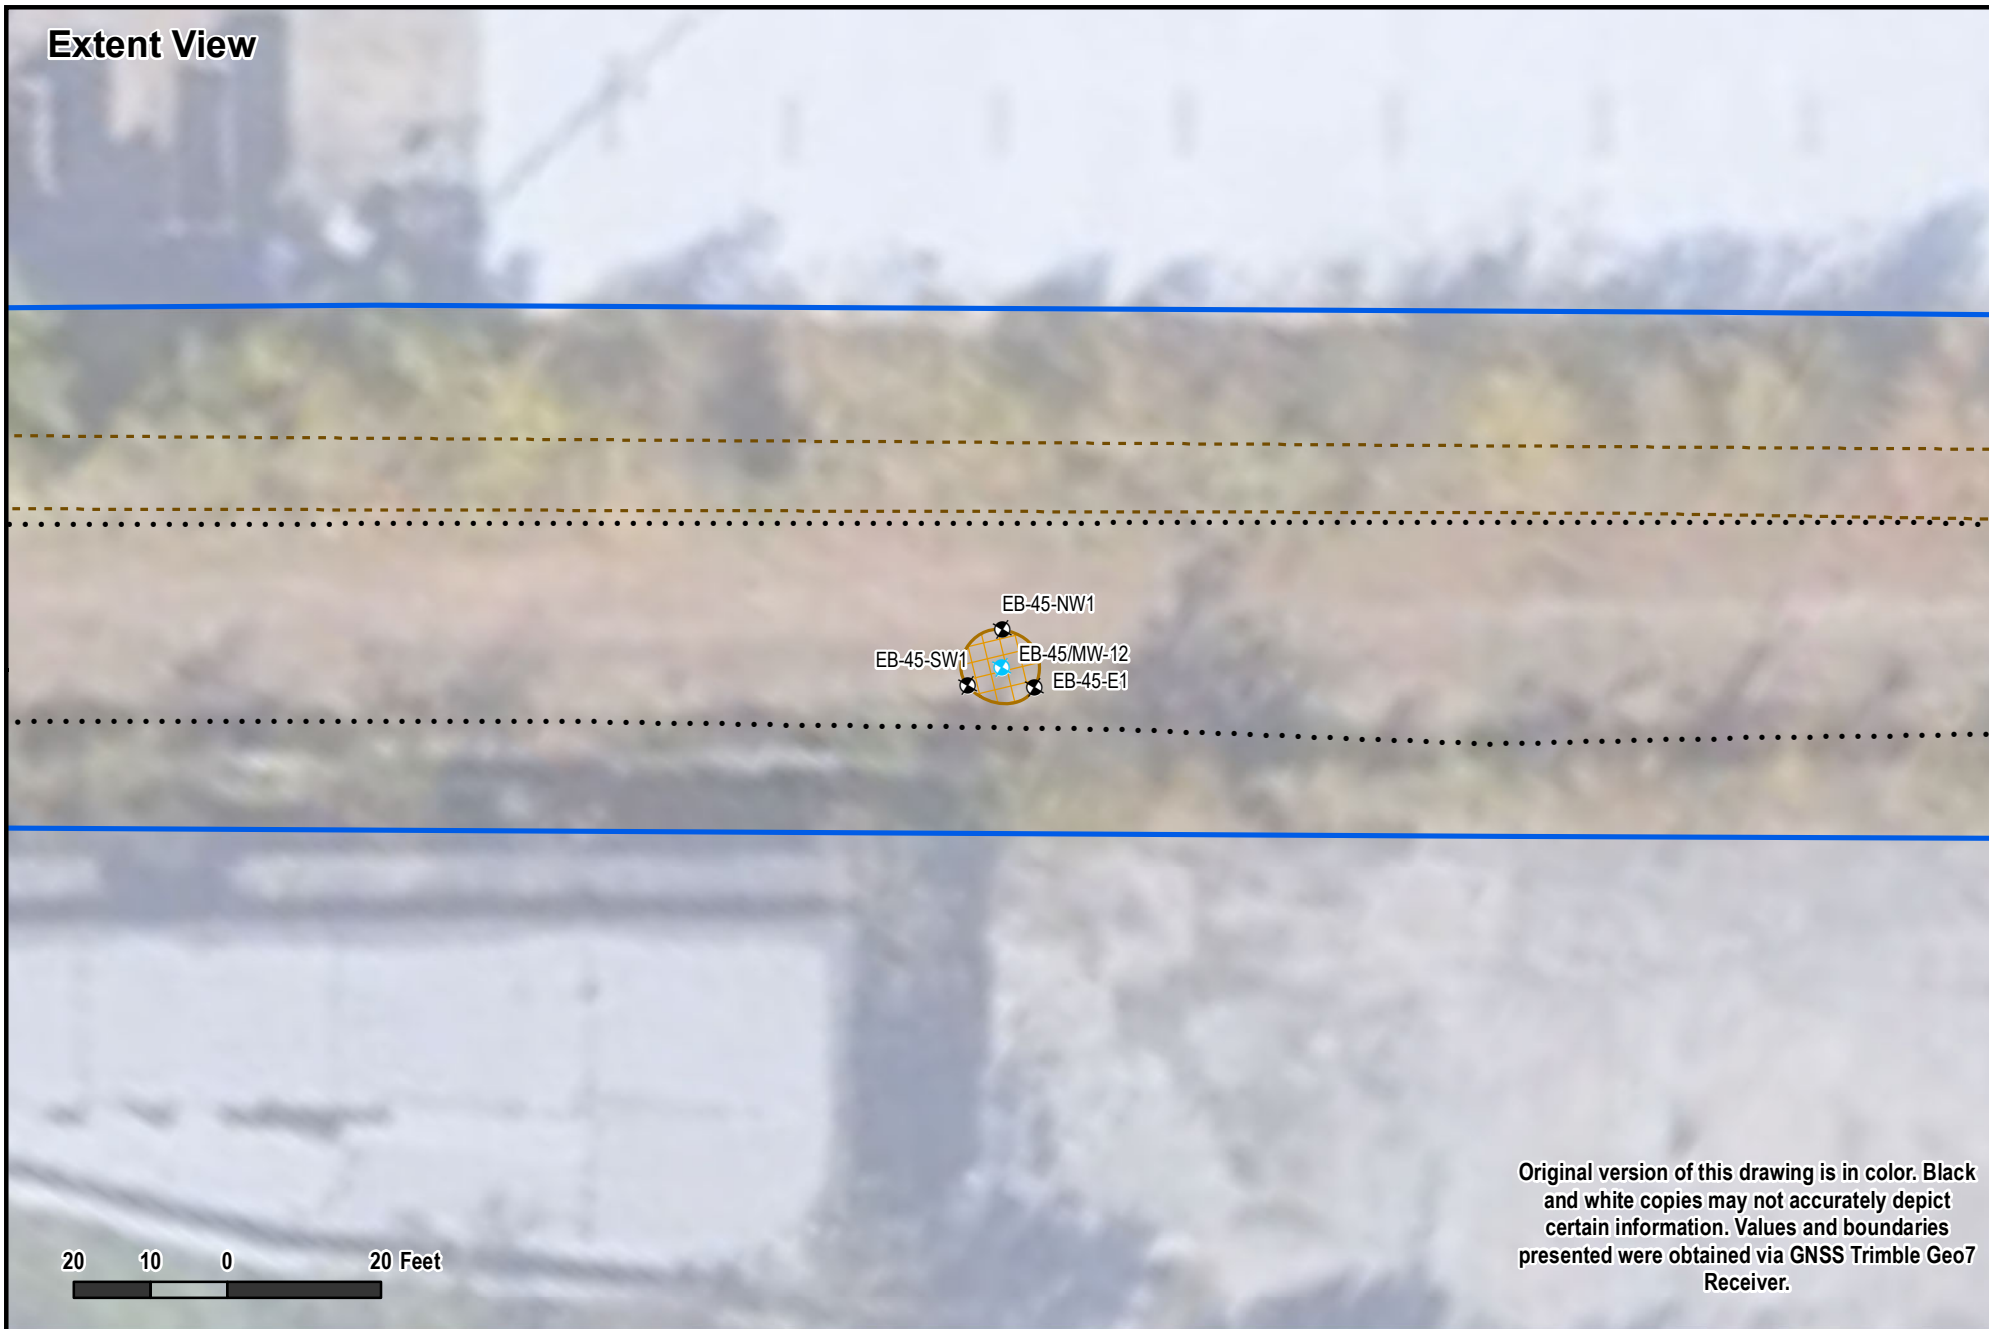 Extent View
EB-45-NW1
EB-45/MW-12
EB-45-SW1
EB-45-E1
20 10 0 20 Feet
Original version of this drawing is in color. Black
and white copies may not accurately depict
certain information. Values and boundaries
presented were obtained via GNSS Trimble Geo7
Receiver.